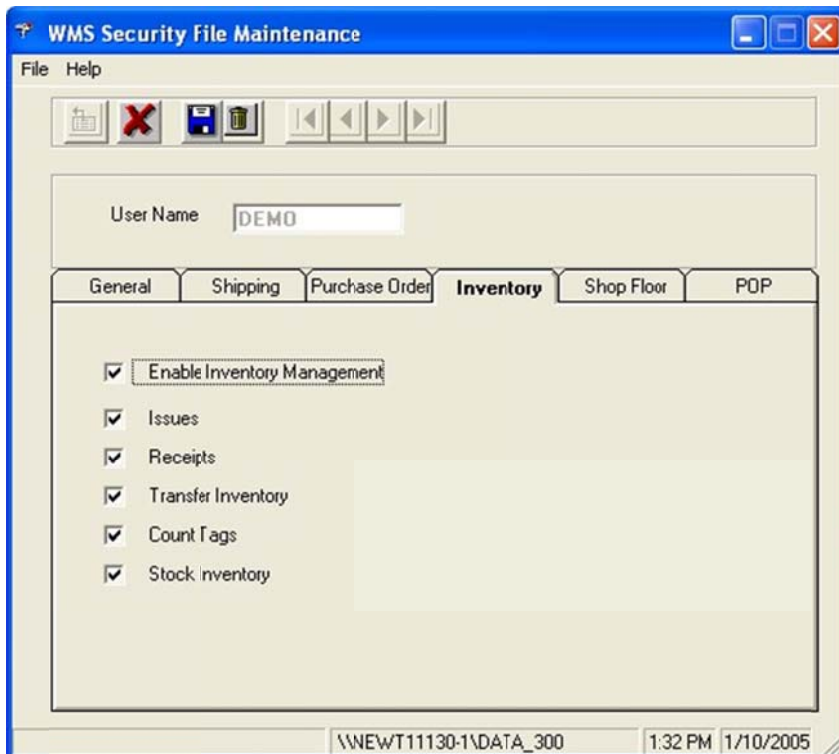 WMS Security File Maintenance
File Help
User Name DEMO
General Shipping Purchase Order Inventory Shop Floor POP
Enable Inventory Management
Issues
Receipts
Transfer Inventory
Count Tags
Stock Inventory
\\NEWT11130-1\DATA_300 1:32 PM 1/10/2005